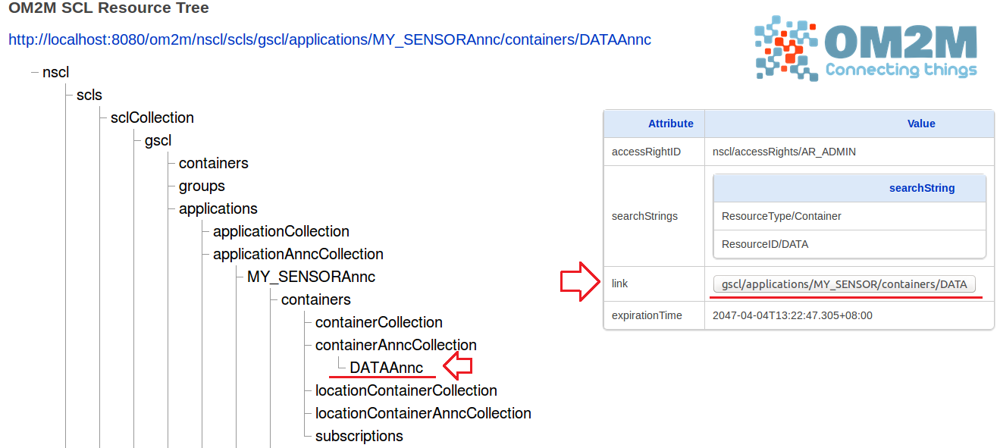 OM2M SCL Resource Tree
http://localhost:8080/om2m/nscl/scls/gscl/applications/MY_SENSORAnnc/containers/DATAAnnc
OM2M
Connecting things
nscl
scls
sclCollection
gscl
containers
groups
applications
applicationCollection
applicationAnncCollection
MY_SENSORAnnc
containers
containerCollection
containerAnncCollection
DATAAnnc
locationContainerCollection
locationContainerAnncCollection
subscriptions
Attribute Value
accessRightID nscl/accessRights/AR_ADMIN
searchStrings
searchString
ResourceType/Container
ResourceID/DATA
link gscl/applications/MY_SENSOR/containers/DATA
expirationTime 2047-04-04T13:22:47.305+08:00